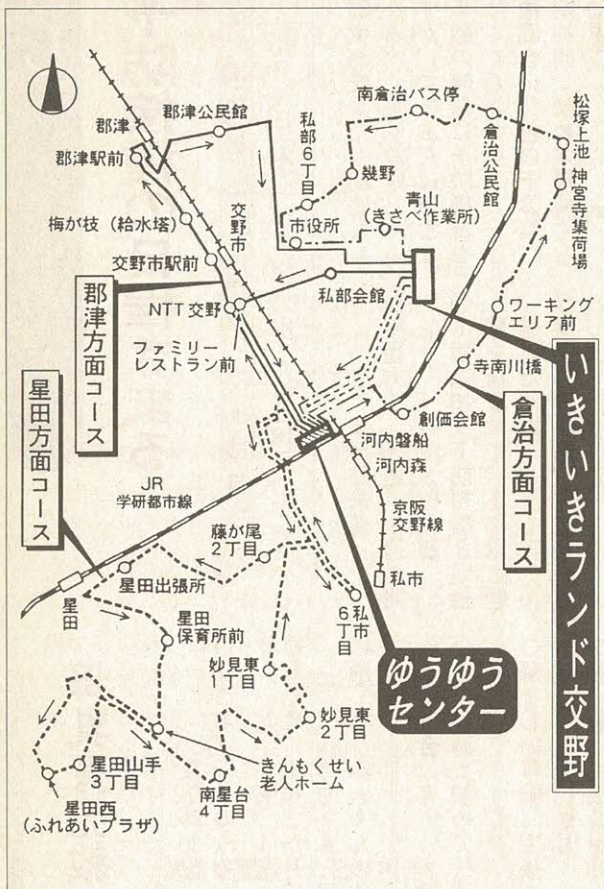 郡津
郡津駅前
郡津公民館
梅が枝（給水塔）
交野市駅前
交野市
NTT交野
ファミリー
レストラン前
私部6丁目
幾野
市役所
青山
（きさべ作業所）
私部会館
南倉治バス停
倉治公民館
松塚上池
神宮寺集荷場
ワーキング
エリア前
寺南川橋
創価会館
河内磐船
河内森
京阪
交野線
私市
JR
学研都市線
郡津方面コース
星田方面コース
倉治方面コース
いきいきランド交野
ゆうゆう
センター
藤が尾
2丁目
星田出張所
星田
星田
保育所前
私市
6丁目
妙見東
1丁目
妙見東
2丁目
きんもくせい
老人ホーム
南星台
4丁目
星田山手
3丁目
星田西
（ふれあいプラザ）